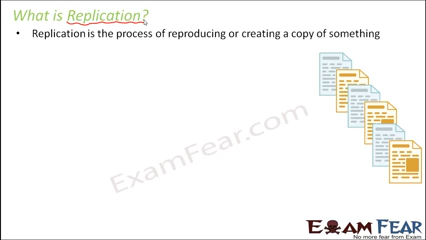 What is Replication?
• Replication is the process of reproducing or creating a copy of something
ExamFear.com
EXAM FEAR
No more fear from Exam